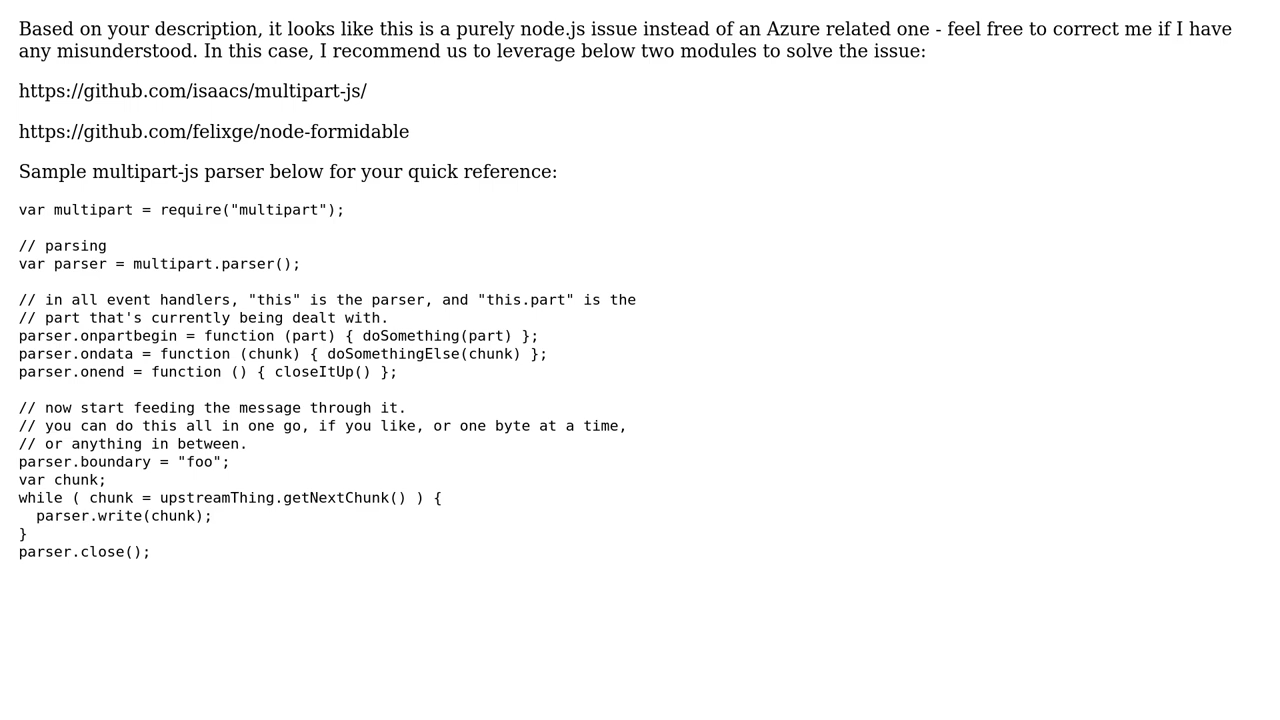 Based on your description, it looks like this is a purely node.js issue instead of an Azure related one - feel free to correct me if I have
any misunderstood. In this case, I recommend us to leverage below two modules to solve the issue:
https://github.com/isaacs/multipart-js/
https://github.com/felixge/node-formidable
Sample multipart-js parser below for your quick reference:
var multipart = require("multipart");
// parsing
var parser = multipart.parser();
// in all event handlers, "this" is the parser, and "this.part" is the
// part that's currently being dealt with.
parser.onpartbegin = function (part) { doSomething(part) };
parser.ondata = function (chunk) { doSomethingElse(chunk) };
parser.onend = function () { closeItUp() };
// now start feeding the message through it.
// you can do this all in one go, if you like, or one byte at a time,
// or anything in between.
parser.boundary = "foo";
var chunk;
while ( chunk = upstreamThing.getNextChunk() ) {
  parser.write(chunk);
}
parser.close();